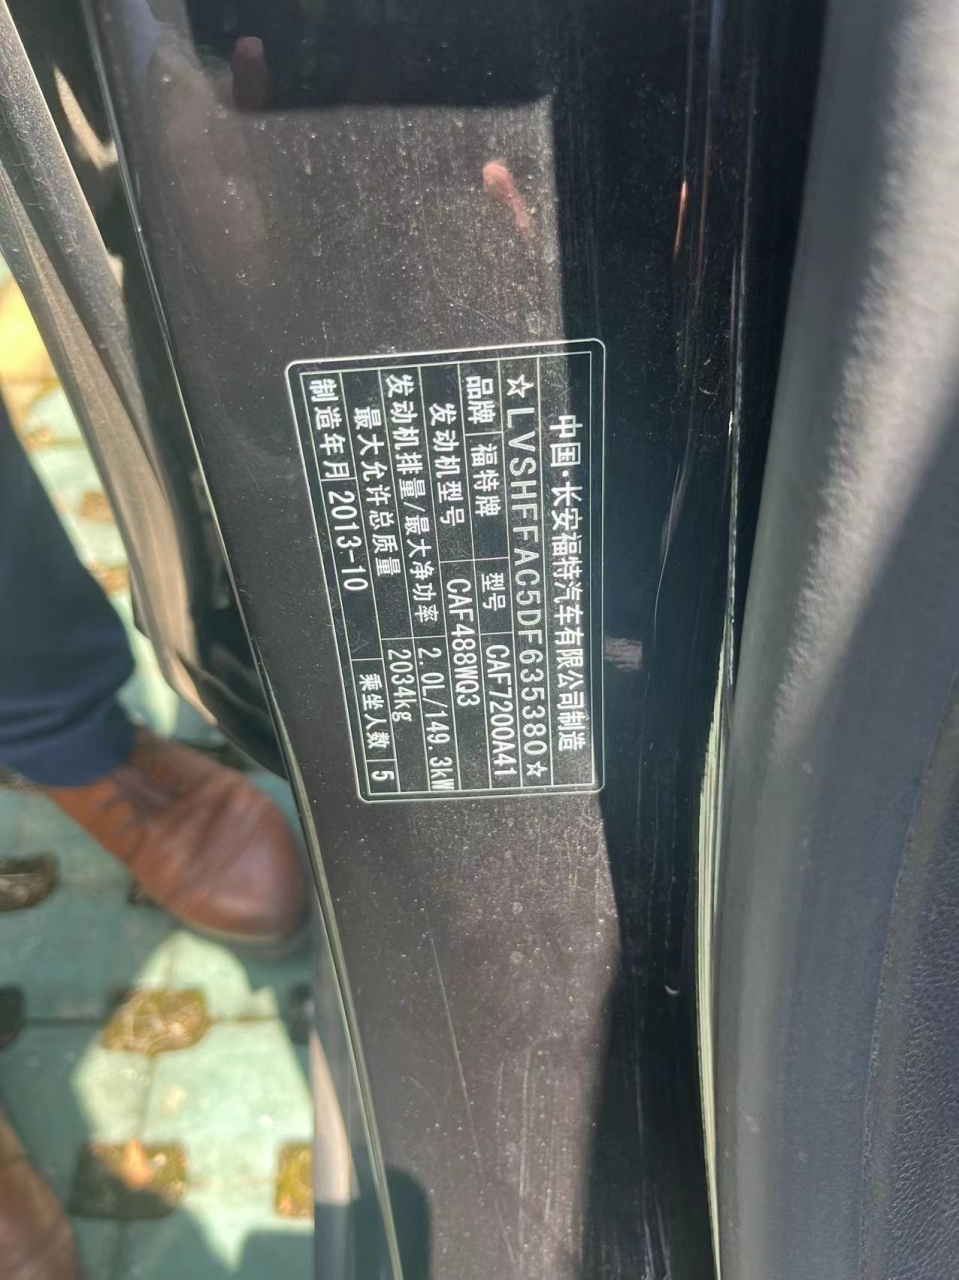 中国·长安福特汽车有限公司制造
☆LVSHFFAC5DF635380☆
品牌 福特牌 型号 CAF7200A41
发动机型号 CAF488WQ3
发动机排量/最大净功率 2.0L/149.3kW
最大允许总质量 2034kg
制造年月 2013-10 乘坐人数 5